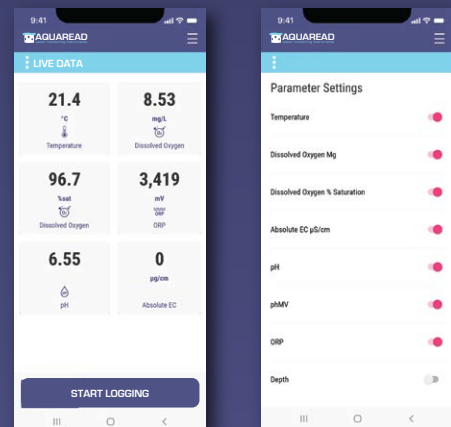 9:41
AQUAREAD
LIVE DATA
21.4
°C
Temperature
8.53
mg/L
Dissolved Oxygen
96.7
%sat
Dissolved Oxygen
3,419
mV
ORP
ORP
6.55
pH
0
µg/cm
Absolute EC
START LOGGING
9:41
AQUAREAD
Parameter Settings
Temperature
Dissolved Oxygen Mg
Dissolved Oxygen % Saturation
Absolute EC µS/cm
pH
phMV
ORP
Depth